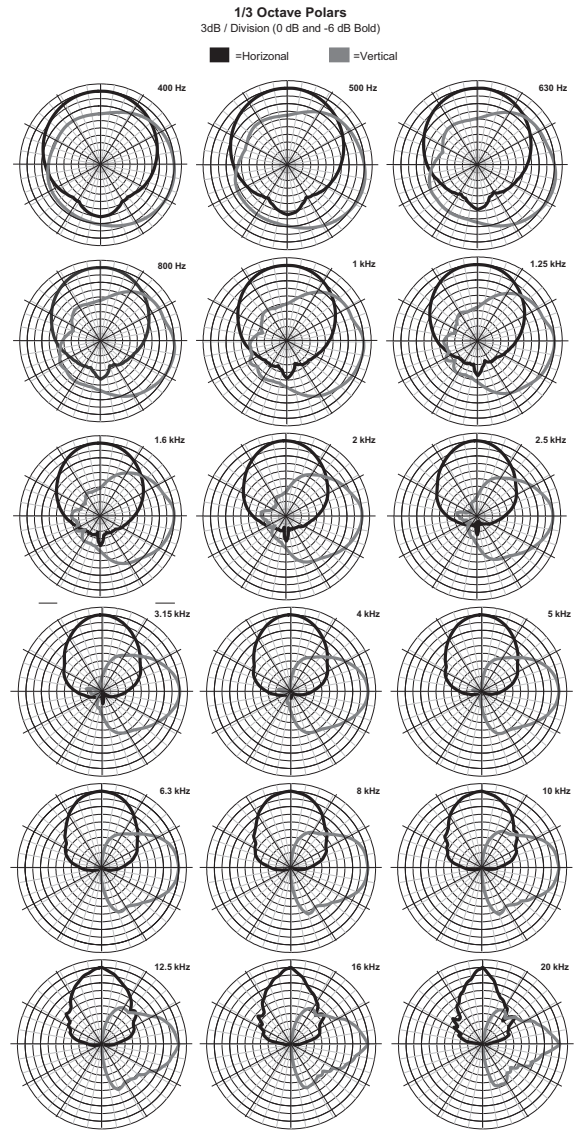 1/3 Octave Polars
3dB / Division (0 dB and -6 dB Bold)
=Horizonal =Vertical
400 Hz 500 Hz 630 Hz
800 Hz 1 kHz 1.25 kHz
1.6 kHz 2 kHz 2.5 kHz
3.15 kHz 4 kHz 5 kHz
6.3 kHz 8 kHz 10 kHz
12.5 kHz 16 kHz 20 kHz